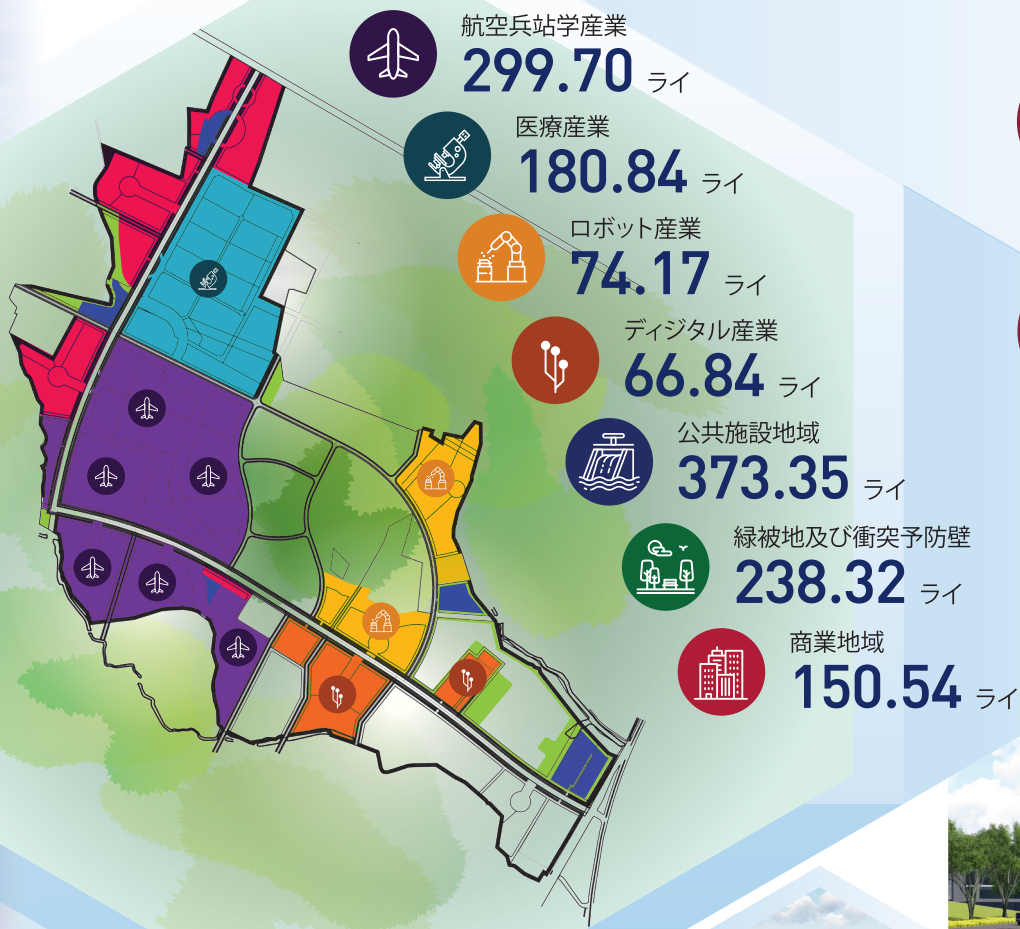 航空兵站学産業
299.70 ライ
医療産業
180.84 ライ
ロボット産業
74.17 ライ
ディジタル産業
66.84 ライ
公共施設地域
373.35 ライ
緑被地及び衝突予防壁
238.32 ライ
商業地域
150.54 ライ